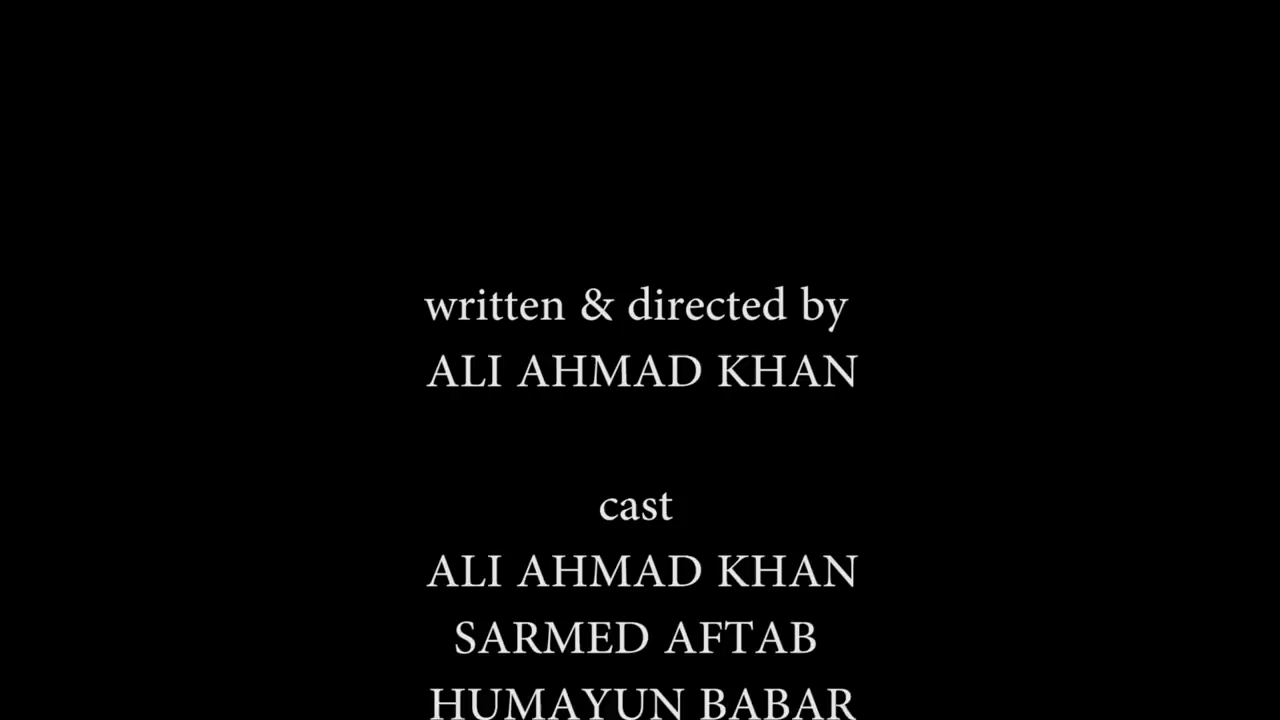 written & directed by
ALI AHMAD KHAN
cast
ALI AHMAD KHAN
SARMED AFTAB
HUMAYUN BABAR